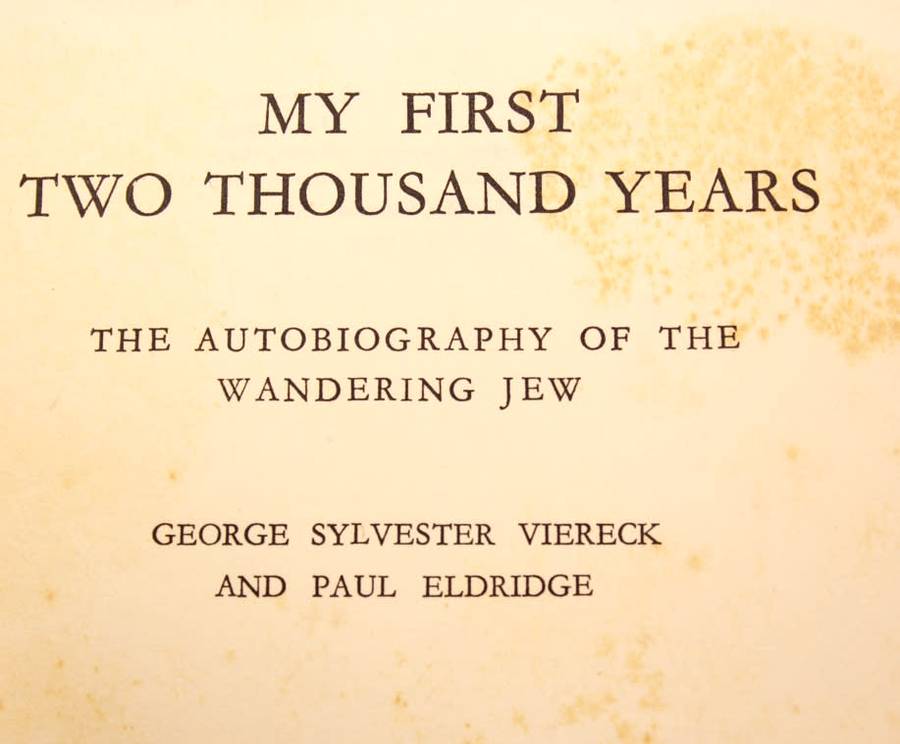 MY FIRST
TWO THOUSAND YEARS
THE AUTOBIOGRAPHY OF THE
WANDERING JEW
GEORGE SYLVESTER VIERECK
AND PAUL ELDRIDGE